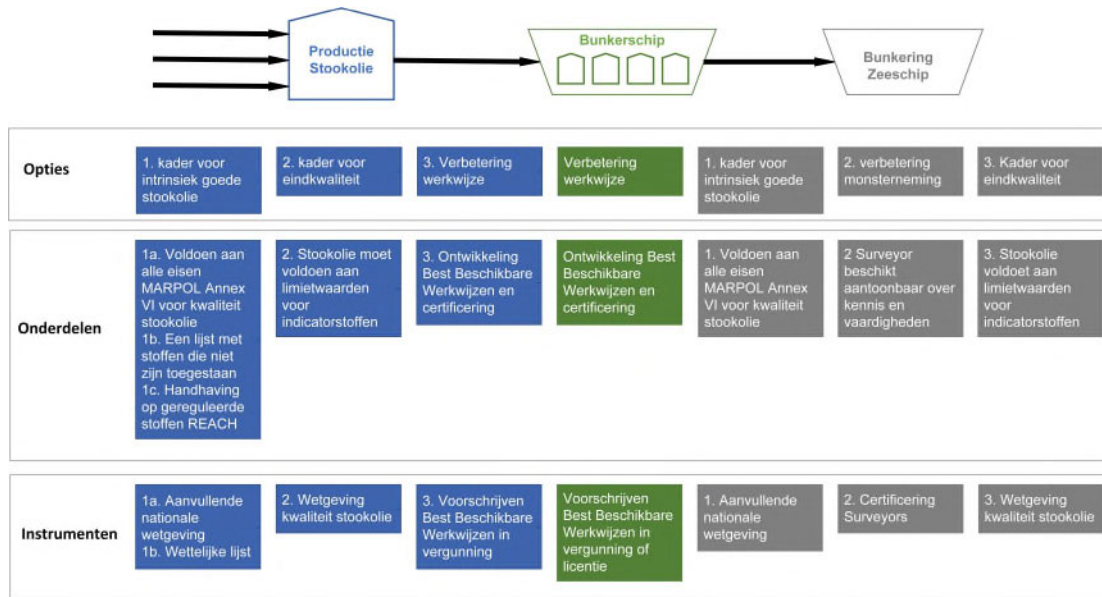 Productie
Stookolie
Bunkerschip
Bunkering
Zeeschip
Opties
1. kader voor
intrinsiek goede
stookolie
2. kader voor
eindkwaliteit
3. Verbetering
werkwijze
Verbetering
werkwijze
1. kader voor
intrinsiek goede
stookolie
2. verbetering
monsterneming
3. Kader voor
eindkwaliteit
Onderdelen
1a. Voldoen aan
alle eisen
MARPOL Annex
VI voor kwaliteit
stookolie
1b. Een lijst met
stoffen die niet
zijn toegestaan
1c. Handhaving
op gereguleerde
stoffen REACH
2. Stookolie moet
voldoen aan
limietwaarden
voor
indicatorstoffen
3. Ontwikkeling
Best Beschikbare
Werkwijzen en
certificering
Ontwikkeling Best
Beschikbare
Werkwijzen en
certificering
1. Voldoen aan
alle eisen
MARPOL Annex
VI voor kwaliteit
stookolie
2 Surveyor
beschikt
aantoonbaar over
kennis en
vaardigheden
3. Stookolie
voldoet aan
limietwaarden
voor
indicatorstoffen
Instrumenten
1a. Aanvullende
nationale
wetgeving
1b. Wettelijke lijst
2. Wetgeving
kwaliteit stookolie
3. Voorschrijven
Best Beschikbare
Werkwijzen in
vergunning
Voorschrijven
Best Beschikbare
Werkwijzen in
vergunning of
licentie
1. Aanvullende
nationale
wetgeving
2. Certificering
Surveyors
3. Wetgeving
kwaliteit stookolie